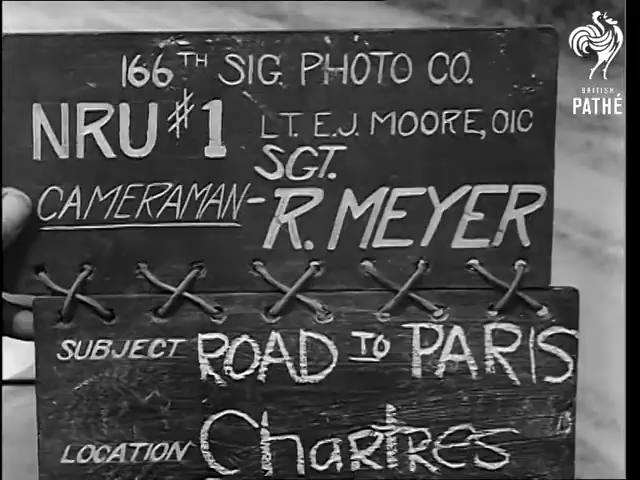 166TH SIG. PHOTO CO.
NRU #1 LT. E.J. MOORE, OIC
SGT.
CAMERAMAN - R. MEYER
SUBJECT ROAD TO PARIS
LOCATION Chartres
BRITISH
PATHÉ